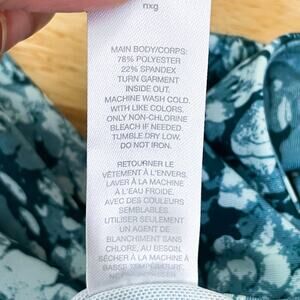 nxg
MAIN BODY/CORPS:
78% POLYESTER
22% SPANDEX
TURN GARMENT
INSIDE OUT.
MACHINE WASH COLD.
WITH LIKE COLORS.
ONLY NON-CHLORINE
BLEACH IF NEEDED.
TUMBLE DRY LOW.
DO NOT IRON.
RETOURNER LE
VÊTEMENT À L'ENVERS.
LAVER À LA MACHINE
À L'EAU FROIDE.
AVEC DES COULEURS
SEMBLABLES.
UTILISER SEULEMENT
UN AGENT DE
BLANCHIMENT SANS
CHLORE, AU BESOIN.
SÉCHER À LA MACHINE À
BASSE TEMPÉRATURE.